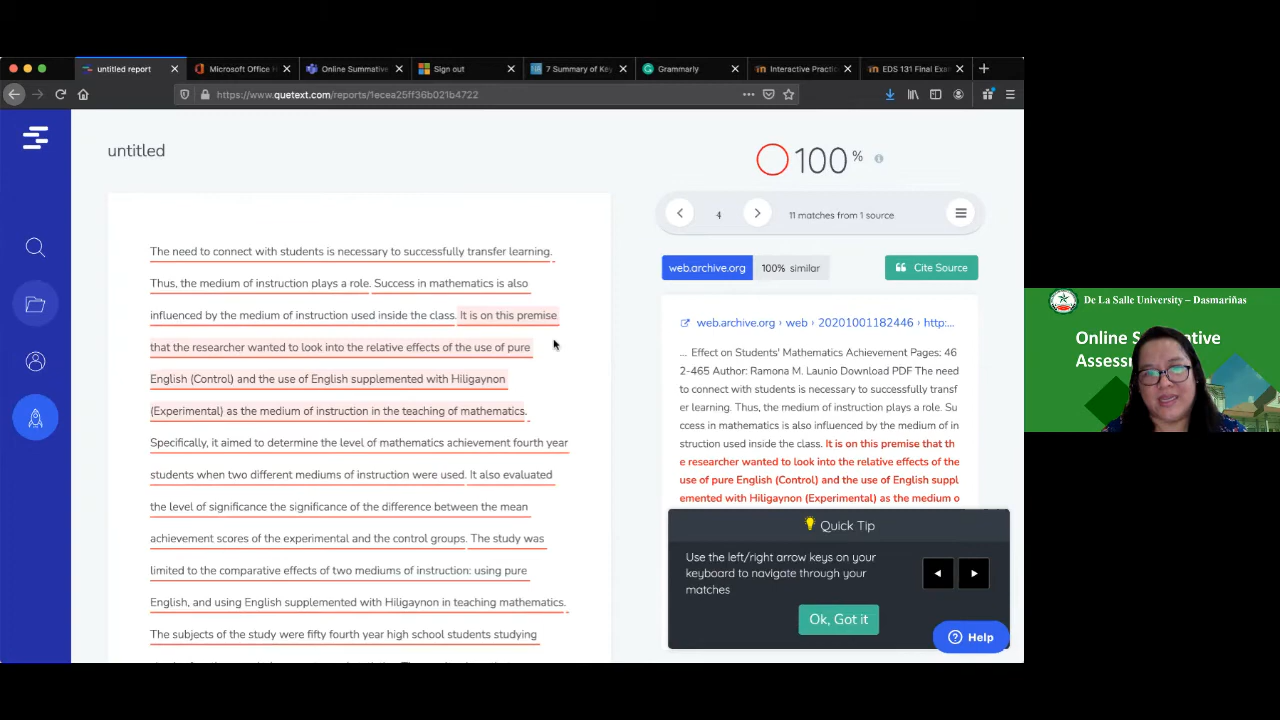 untitled report
Microsoft Office H
Online Summative
Sign out
7 Summary of Key
Grammarly
Interactive Practic
EDS 131 Final Exa
https://www.quetext.com/reports/1ecea25ff36b021b4722
untitled
100 %
4
11 matches from 1 source
web.archive.org
100% similar
Cite Source
The need to connect with students is necessary to successfully transfer learning.
Thus, the medium of instruction plays a role. Success in mathematics is also
influenced by the medium of instruction used inside the class. It is on this premise
that the researcher wanted to look into the relative effects of the use of pure
English (Control) and the use of English supplemented with Hiligaynon
(Experimental) as the medium of instruction in the teaching of mathematics.
Specifically, it aimed to determine the level of mathematics achievement fourth year
students when two different mediums of instruction were used. It also evaluated
the level of significance the significance of the difference between the mean
achievement scores of the experimental and the control groups. The study was
limited to the comparative effects of two mediums of instruction: using pure
English, and using English supplemented with Hiligaynon in teaching mathematics.
The subjects of the study were fifty fourth year high school students studying
web.archive.org › web › 20201001182446 › http:...
... Effect on Students' Mathematics Achievement Pages: 46
2-465 Author: Ramona M. Launio Download PDF The need
to connect with students is necessary to successfully transf
er learning. Thus, the medium of instruction plays a role. Su
ccess in mathematics is also influenced by the medium of in
struction used inside the class. It is on this premise that th
e researcher wanted to look into the relative effects of the
use of pure English (Control) and the use of English suppl
emented with Hiligaynon (Experimental) as the medium o
Quick Tip
Use the left/right arrow keys on your
keyboard to navigate through your
matches
Ok, Got it
Help
De La Salle University – Dasmariñas
Online
Assess